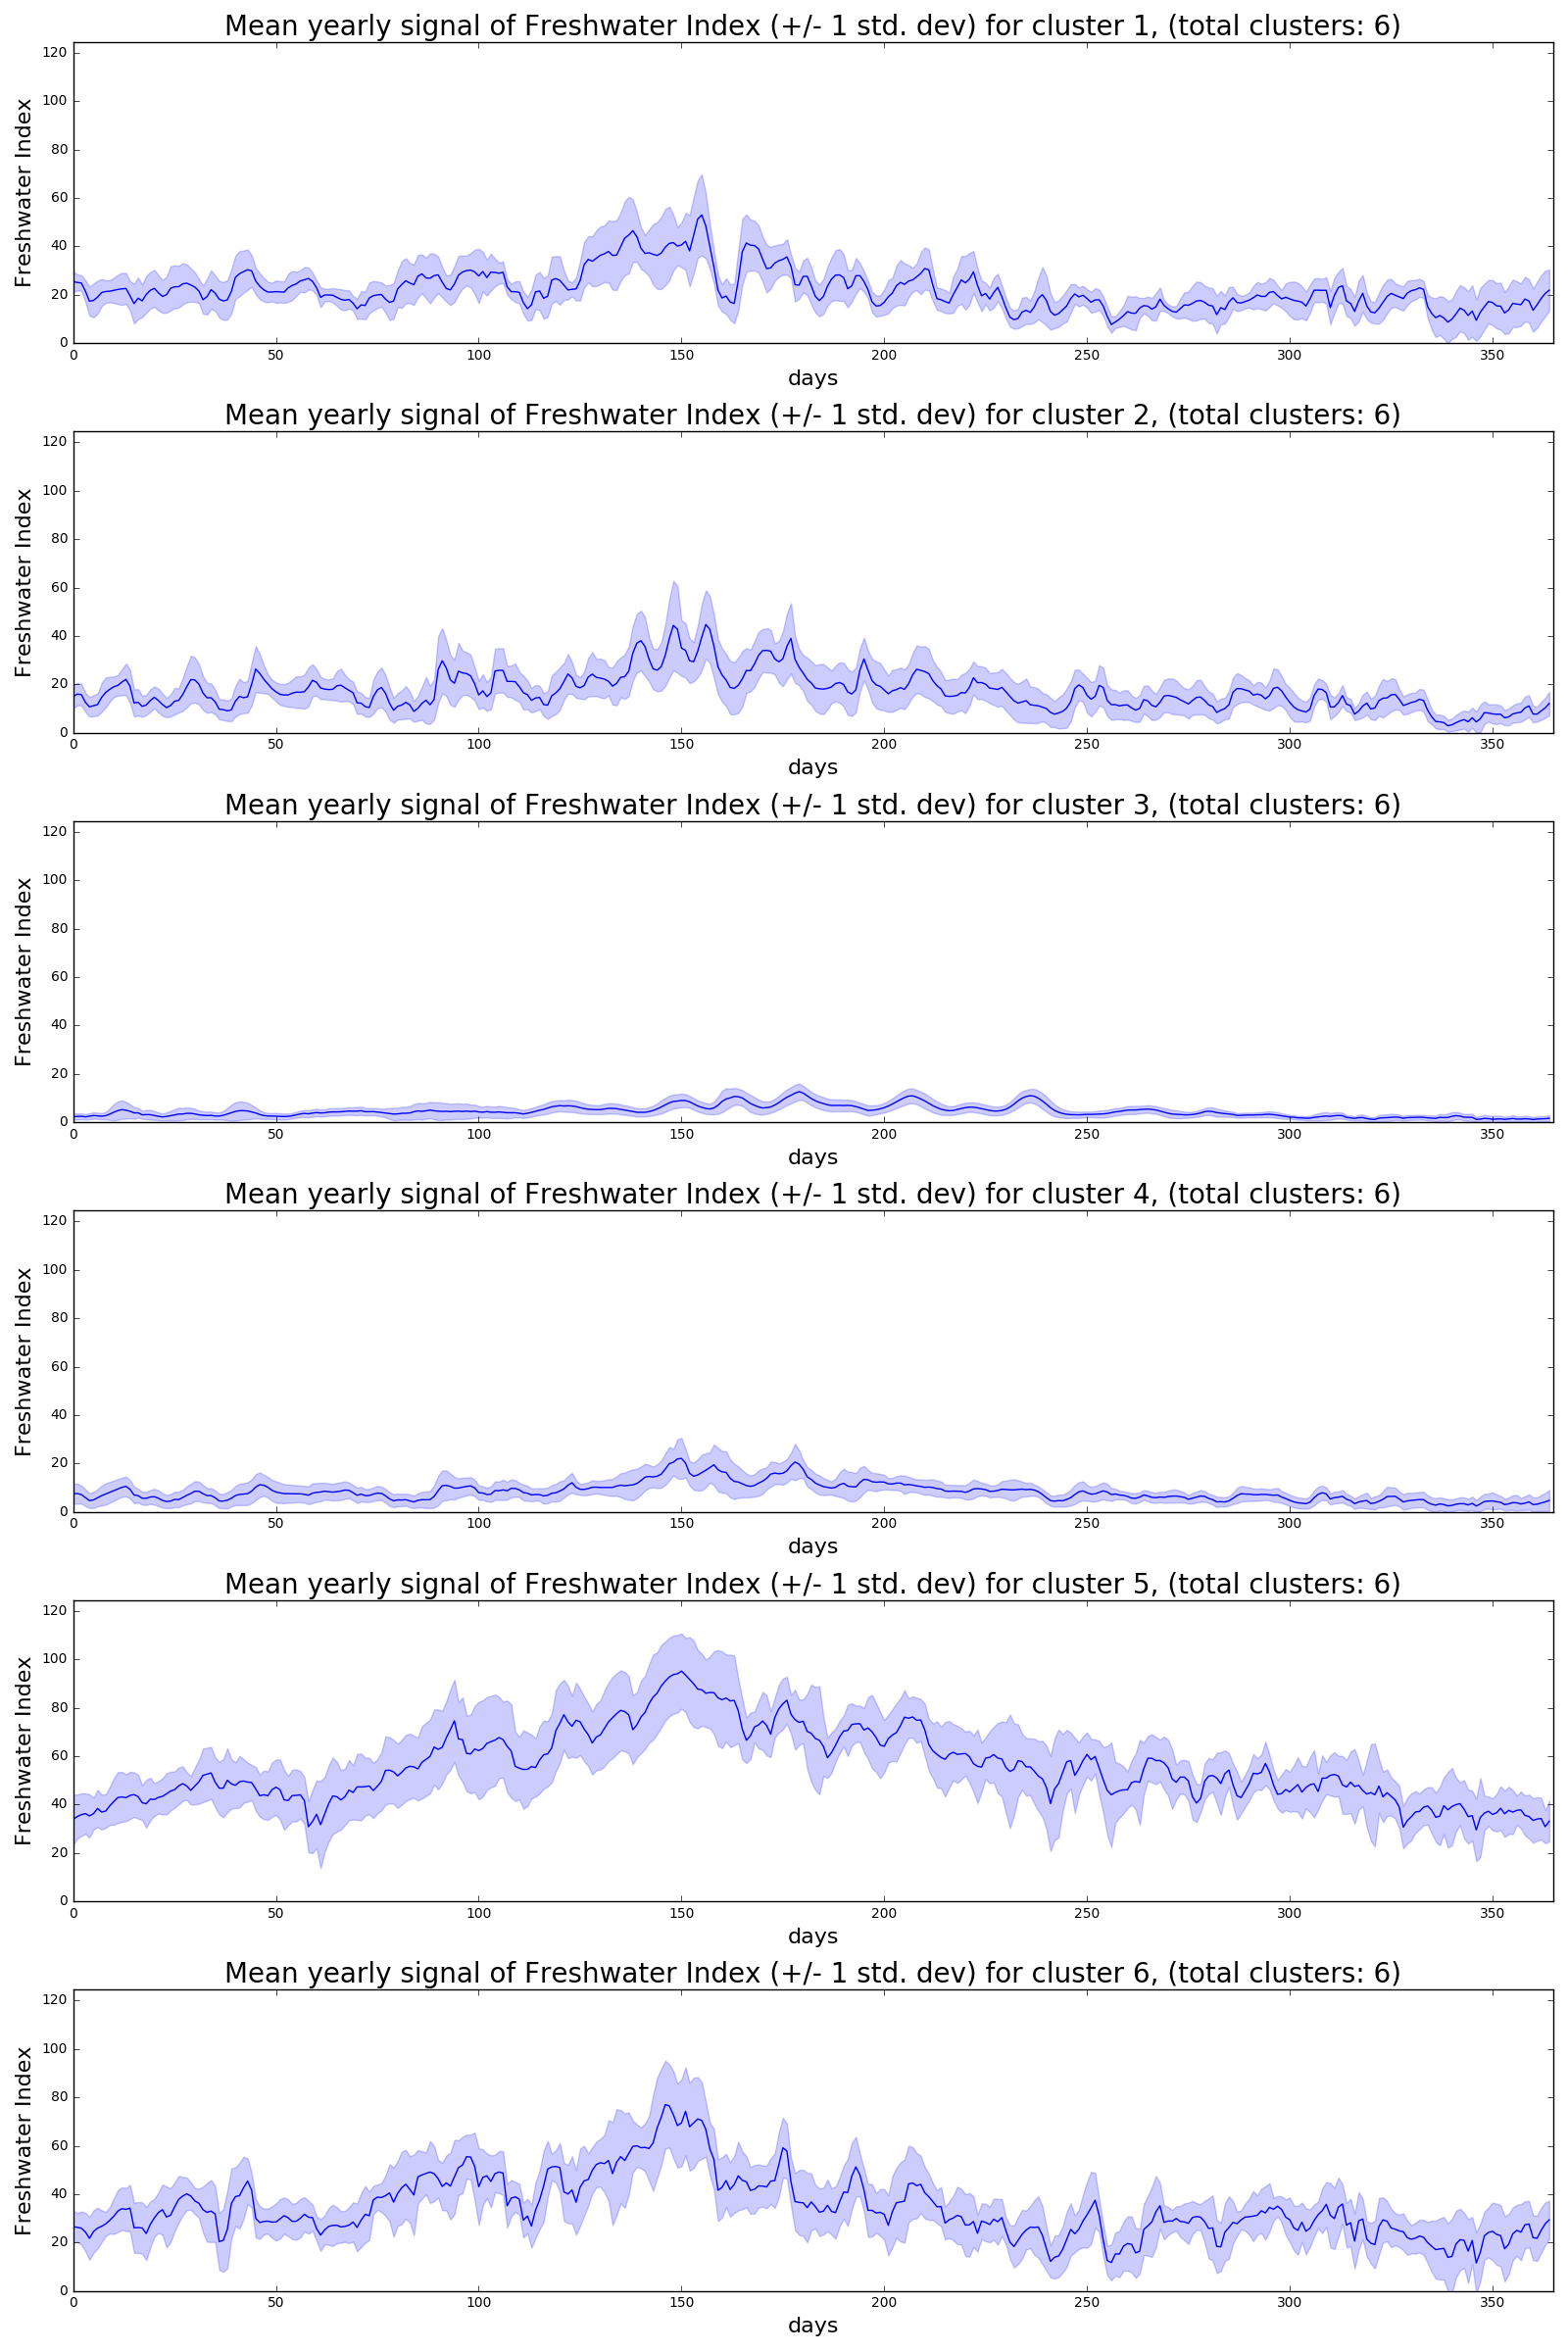 Mean yearly signal of Freshwater Index (+/- 1 std. dev) for cluster 1, (total clusters: 6)
120
100
80
60
40
20
0
Freshwater Index
0 50 100 150 200 250 300 350
days
Mean yearly signal of Freshwater Index (+/- 1 std. dev) for cluster 2, (total clusters: 6)
120
100
80
60
40
20
0
Freshwater Index
0 50 100 150 200 250 300 350
days
Mean yearly signal of Freshwater Index (+/- 1 std. dev) for cluster 3, (total clusters: 6)
120
100
80
60
40
20
0
Freshwater Index
0 50 100 150 200 250 300 350
days
Mean yearly signal of Freshwater Index (+/- 1 std. dev) for cluster 4, (total clusters: 6)
120
100
80
60
40
20
0
Freshwater Index
0 50 100 150 200 250 300 350
days
Mean yearly signal of Freshwater Index (+/- 1 std. dev) for cluster 5, (total clusters: 6)
120
100
80
60
40
20
0
Freshwater Index
0 50 100 150 200 250 300 350
days
Mean yearly signal of Freshwater Index (+/- 1 std. dev) for cluster 6, (total clusters: 6)
120
100
80
60
40
20
0
Freshwater Index
0 50 100 150 200 250 300 350
days